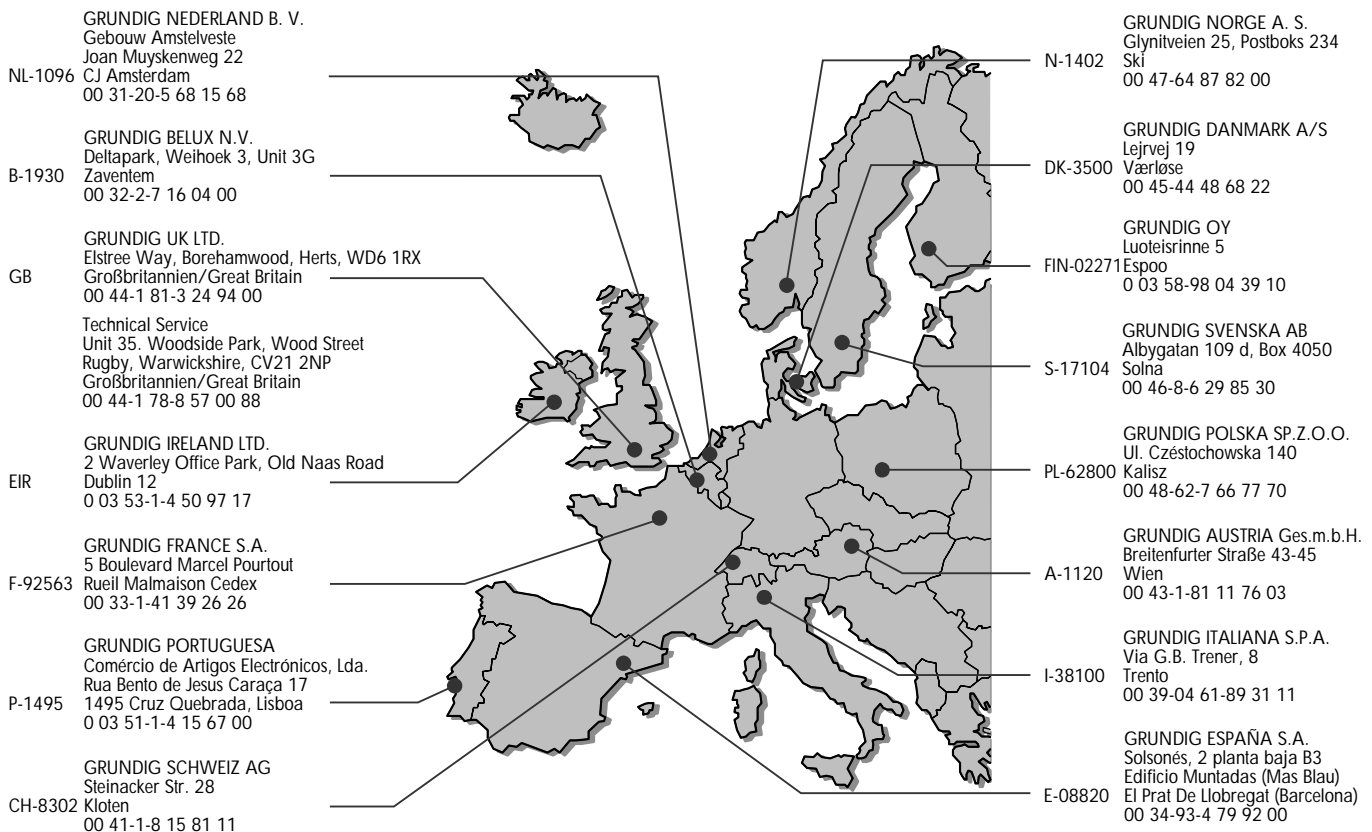 GRUNDIG NEDERLAND B. V.
Gebouw Amstelveste
Joan Muyskenweg 22
NL-1096 CJ Amsterdam
00 31-20-5 68 15 68
GRUNDIG BELUX N.V.
Deltapark, Weihoek 3, Unit 3G
B-1930 Zaventem
00 32-2-7 16 04 00
GRUNDIG UK LTD.
Elstree Way, Borehamwood, Herts, WD6 1RX
GB Großbritannien/Great Britain
00 44-1 81-3 24 94 00
Technical Service
Unit 35. Woodside Park, Wood Street
Rugby, Warwickshire, CV21 2NP
Großbritannien/Great Britain
00 44-1 78-8 57 00 88
GRUNDIG IRELAND LTD.
2 Waverley Office Park, Old Naas Road
EIR Dublin 12
0 03 53-1-4 50 97 17
GRUNDIG FRANCE S.A.
5 Boulevard Marcel Pourtout
F-92563 Rueil Malmaison Cedex
00 33-1-41 39 26 26
GRUNDIG PORTUGUESA
Comércio de Artigos Electrónicos, Lda.
Rua Bento de Jesus Caraça 17
P-1495 1495 Cruz Quebrada, Lisboa
0 03 51-1-4 15 67 00
GRUNDIG SCHWEIZ AG
Steinacker Str. 28
CH-8302 Kloten
00 41-1-8 15 81 11
GRUNDIG NORGE A. S.
Glynitveien 25, Postboks 234
N-1402 Ski
00 47-64 87 82 00
GRUNDIG DANMARK A/S
Lejrvej 19
DK-3500 Værløse
00 45-44 48 68 22
GRUNDIG OY
Luoteisrinne 5
FIN-02271 Espoo
0 03 58-98 04 39 10
GRUNDIG SVENSKA AB
Albygatan 109 d, Box 4050
S-17104 Solna
00 46-8-6 29 85 30
GRUNDIG POLSKA SP.Z.O.O.
Ul. Czéstochowska 140
PL-62800 Kalisz
00 48-62-7 66 77 70
GRUNDIG AUSTRIA Ges.m.b.H.
Breitenfurter Straße 43-45
A-1120 Wien
00 43-1-81 11 76 03
GRUNDIG ITALIANA S.P.A.
Via G.B. Trener, 8
I-38100 Trento
00 39-04 61-89 31 11
GRUNDIG ESPAÑA S.A.
Solsonés, 2 planta baja B3
Edificio Muntadas (Mas Blau)
E-08820 El Prat De Llobregat (Barcelona)
00 34-93-4 79 92 00